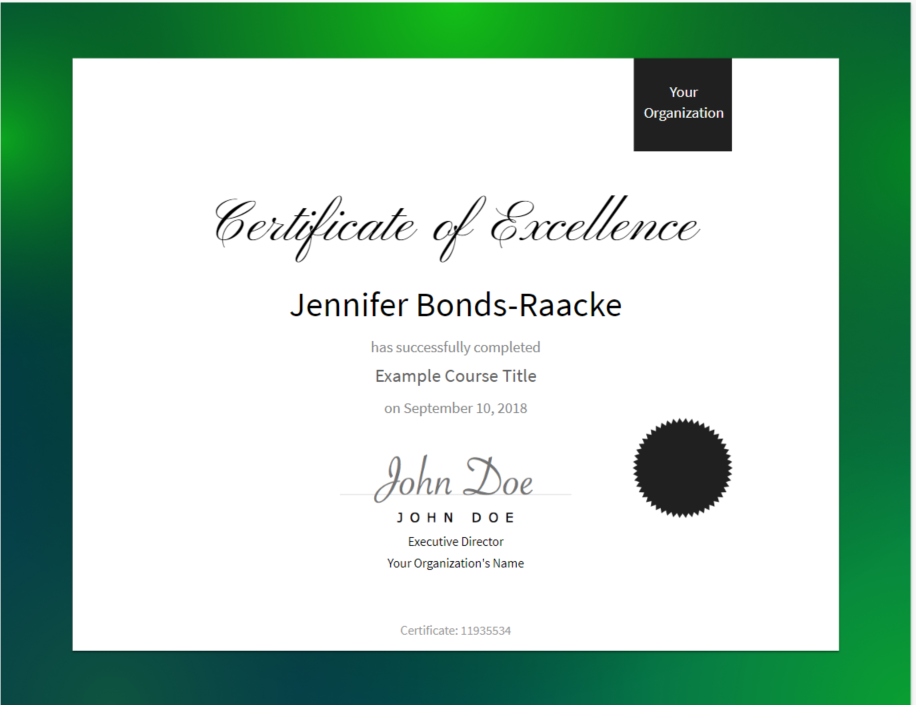 Your
Organization
Certificate of Excellence
Jennifer Bonds-Raacke
has successfully completed
Example Course Title
on September 10, 2018
John Doe
JOHN DOE
Executive Director
Your Organization's Name
Certificate: 11935534